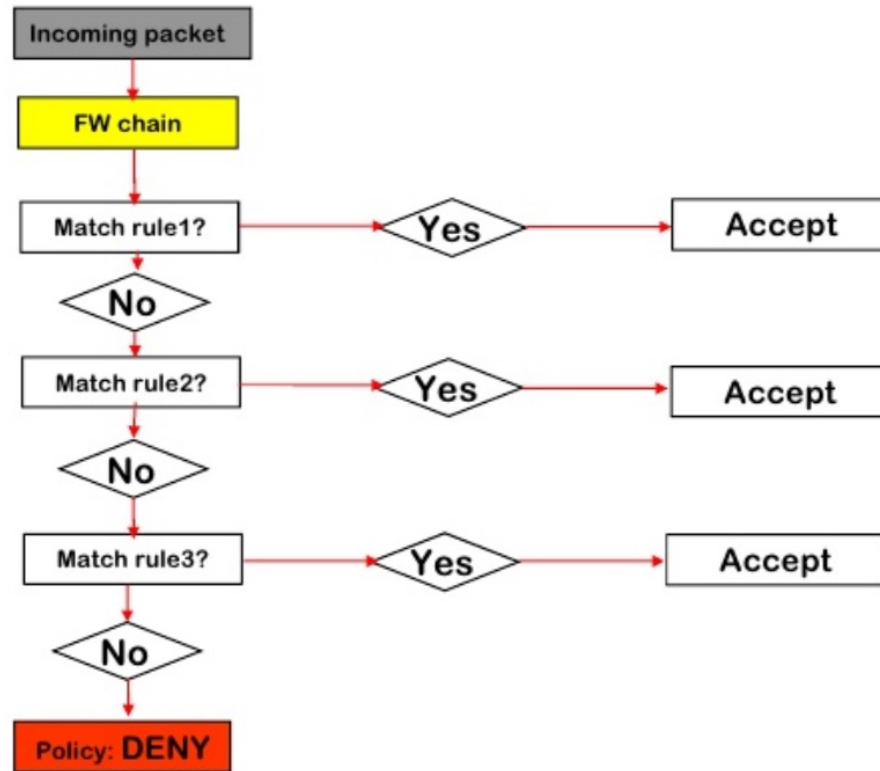 Incoming packet
FW chain
Match rule1?
Yes
Accept
No
Match rule2?
Yes
Accept
No
Match rule3?
Yes
Accept
No
Policy: DENY